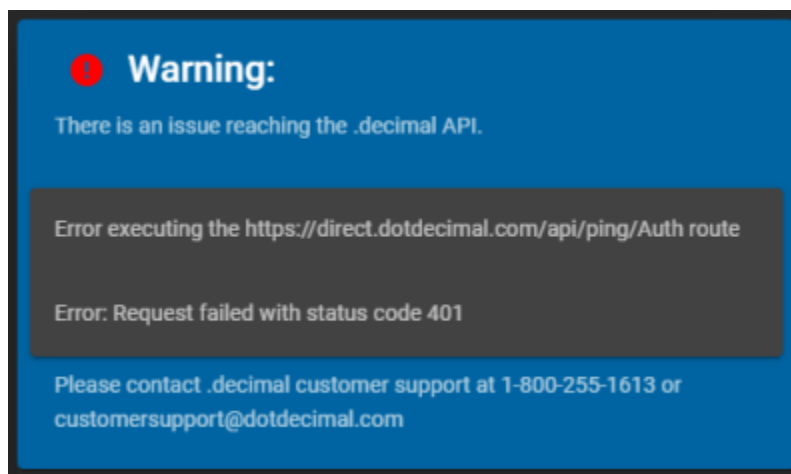 Warning:
There is an issue reaching the .decimal API.
Error executing the https://direct.dotdecimal.com/api/ping/Auth route
Error: Request failed with status code 401
Please contact .decimal customer support at 1-800-255-1613 or
customersupport@dotdecimal.com